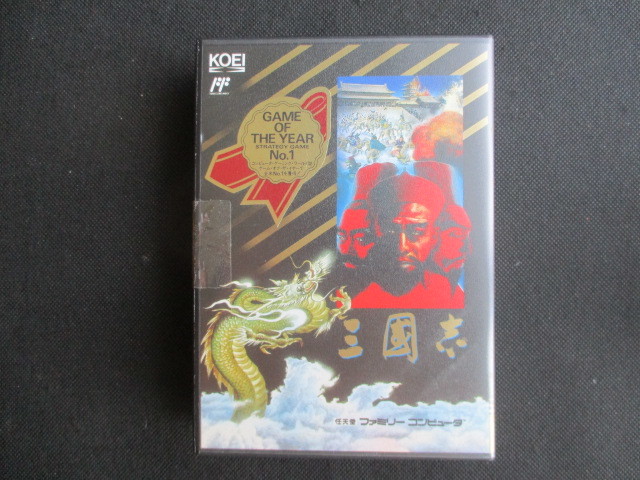 KOEI
GAME
OF
THE YEAR
STRATEGY GAME
No.1
三國志
任天堂 ファミリー コンピュータ